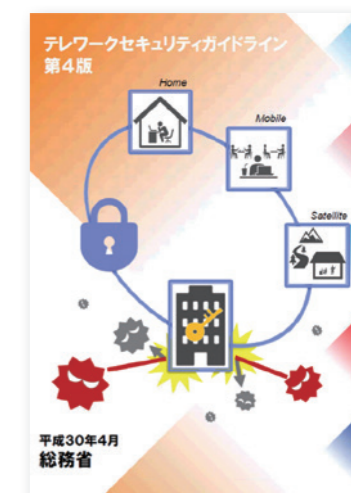 テレワークセキュリティガイドライン
第4版
Home
Mobile
Satellite
平成30年4月
総務省